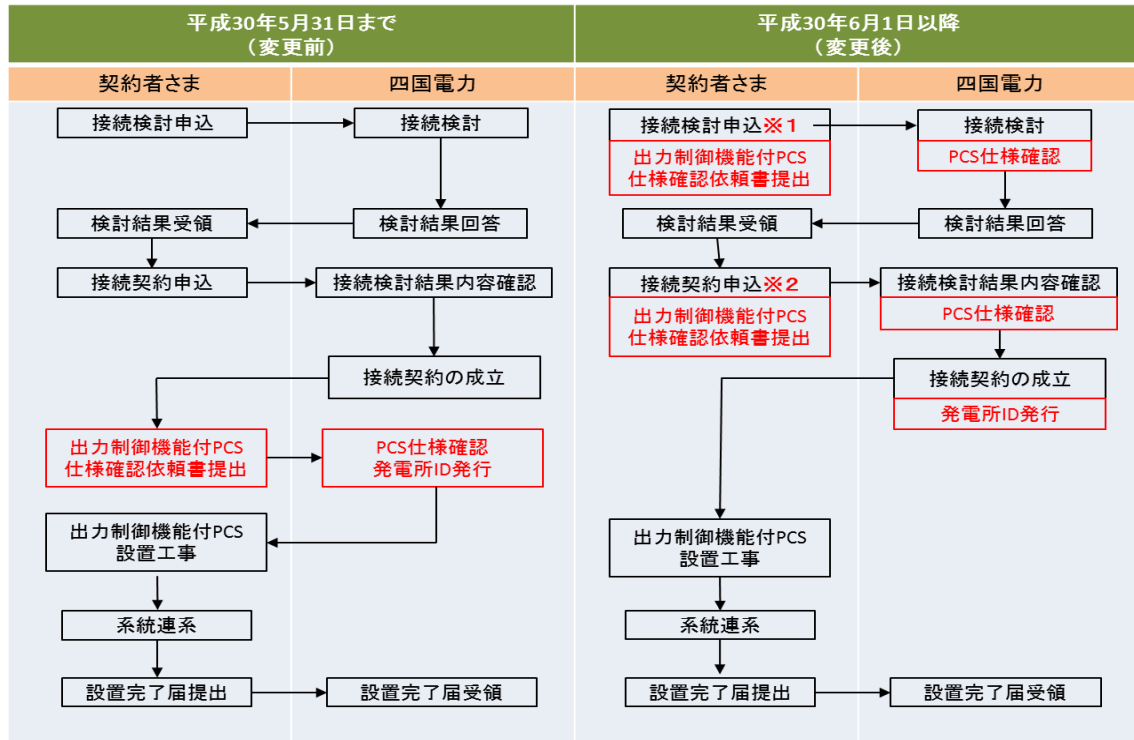 平成30年5月31日まで
（変更前）
平成30年6月1日以降
（変更後）
契約者さま
四国電力
契約者さま
四国電力
接続検討申込
接続検討
検討結果受領
検討結果回答
接続契約申込
接続検討結果内容確認
接続契約の成立
出力制御機能付PCS
仕様確認依頼書提出
PCS仕様確認
発電所ID発行
出力制御機能付PCS
設置工事
系統連系
設置完了届提出
設置完了届受領
接続検討申込※1
出力制御機能付PCS
仕様確認依頼書提出
接続検討
PCS仕様確認
検討結果受領
検討結果回答
接続契約申込※2
出力制御機能付PCS
仕様確認依頼書提出
接続検討結果内容確認
PCS仕様確認
接続契約の成立
発電所ID発行
出力制御機能付PCS
設置工事
系統連系
設置完了届提出
設置完了届受領